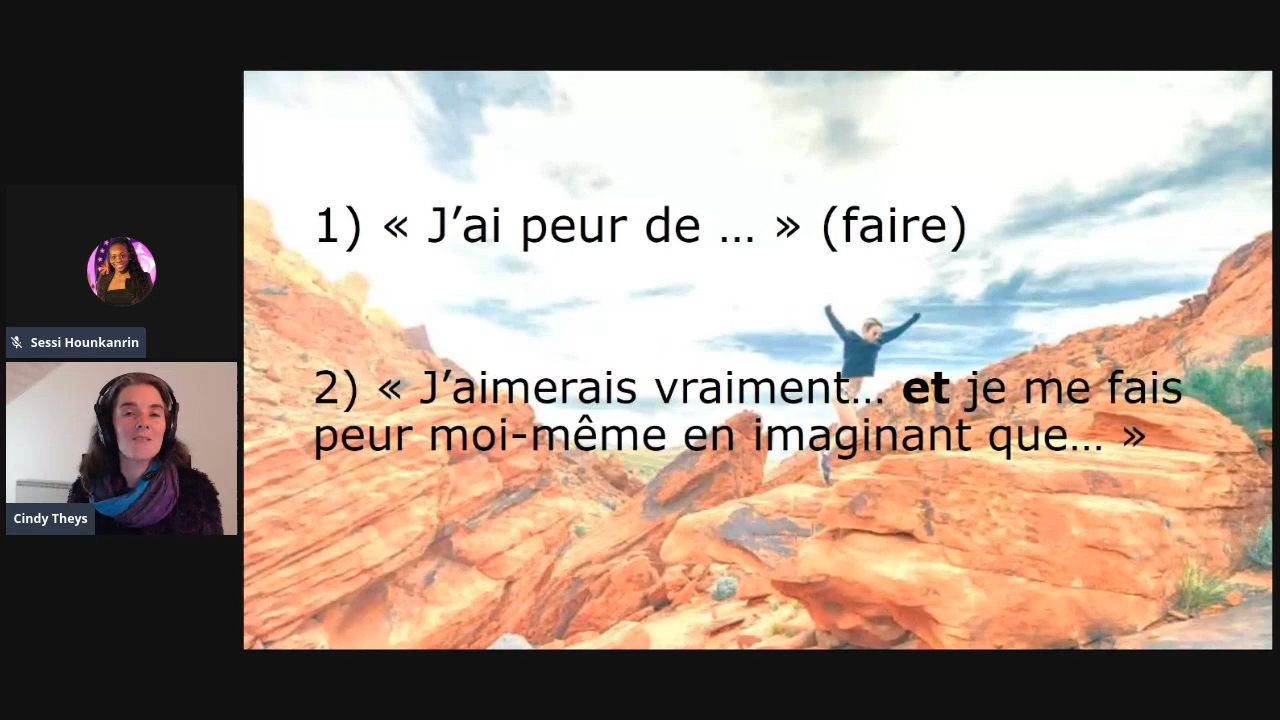 1) « J’ai peur de … » (faire)
2) « J’aimerais vraiment… et je me fais
peur moi-même en imaginant que… »
Sessi Hounkanrin
Cindy Theys